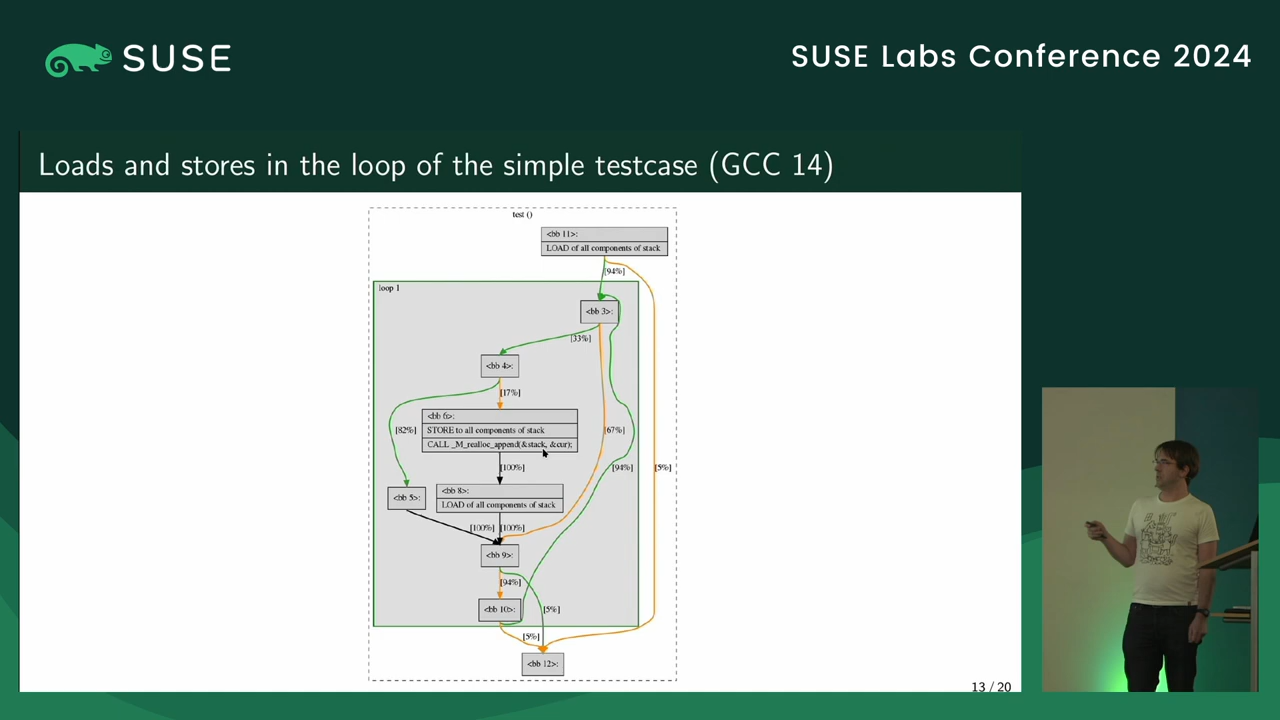 SUSE
SUSE Labs Conference 2024
Loads and stores in the loop of the simple testcase (GCC 14)
test ()
<bb 11>:
LOAD of all components of stack
[94%]
loop 1
<bb 3>:
[33%]
<bb 4>:
[17%]
<bb 6>:
STORE to all components of stack
CALL _M_realloc_append(&stack, &cur);
[82%]
[67%]
[100%]
[94%]
[5%]
<bb 8>:
LOAD of all components of stack
<bb 5>:
[100%]
[100%]
<bb 9>:
[94%]
<bb 10>:
[5%]
[5%]
<bb 12>:
13 / 20